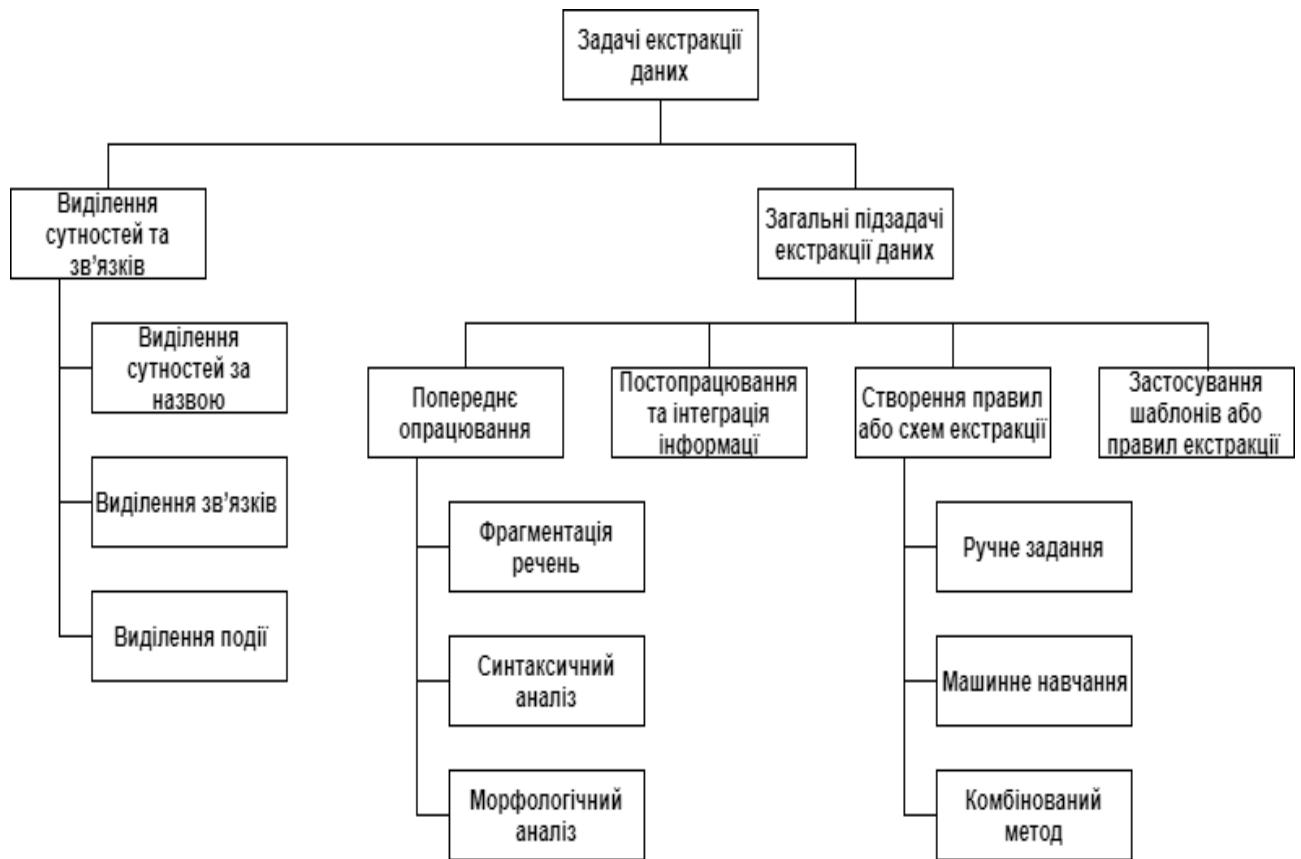 Задачі екстракції
даних
Виділення
сутностей та
зв'язків
Загальні підзадачі
екстракції даних
Виділення
сутностей за
назвою
Виділення зв'язків
Виділення події
Попереднє
опрацювання
Постопрацювання
та інтеграція
інформації
Створення правил
або схем екстракції
Застосування
шаблонів або
правил екстракції
Фрагментація
речень
Синтаксичний
аналіз
Морфологічний
аналіз
Ручне задання
Машинне навчання
Комбінований
метод